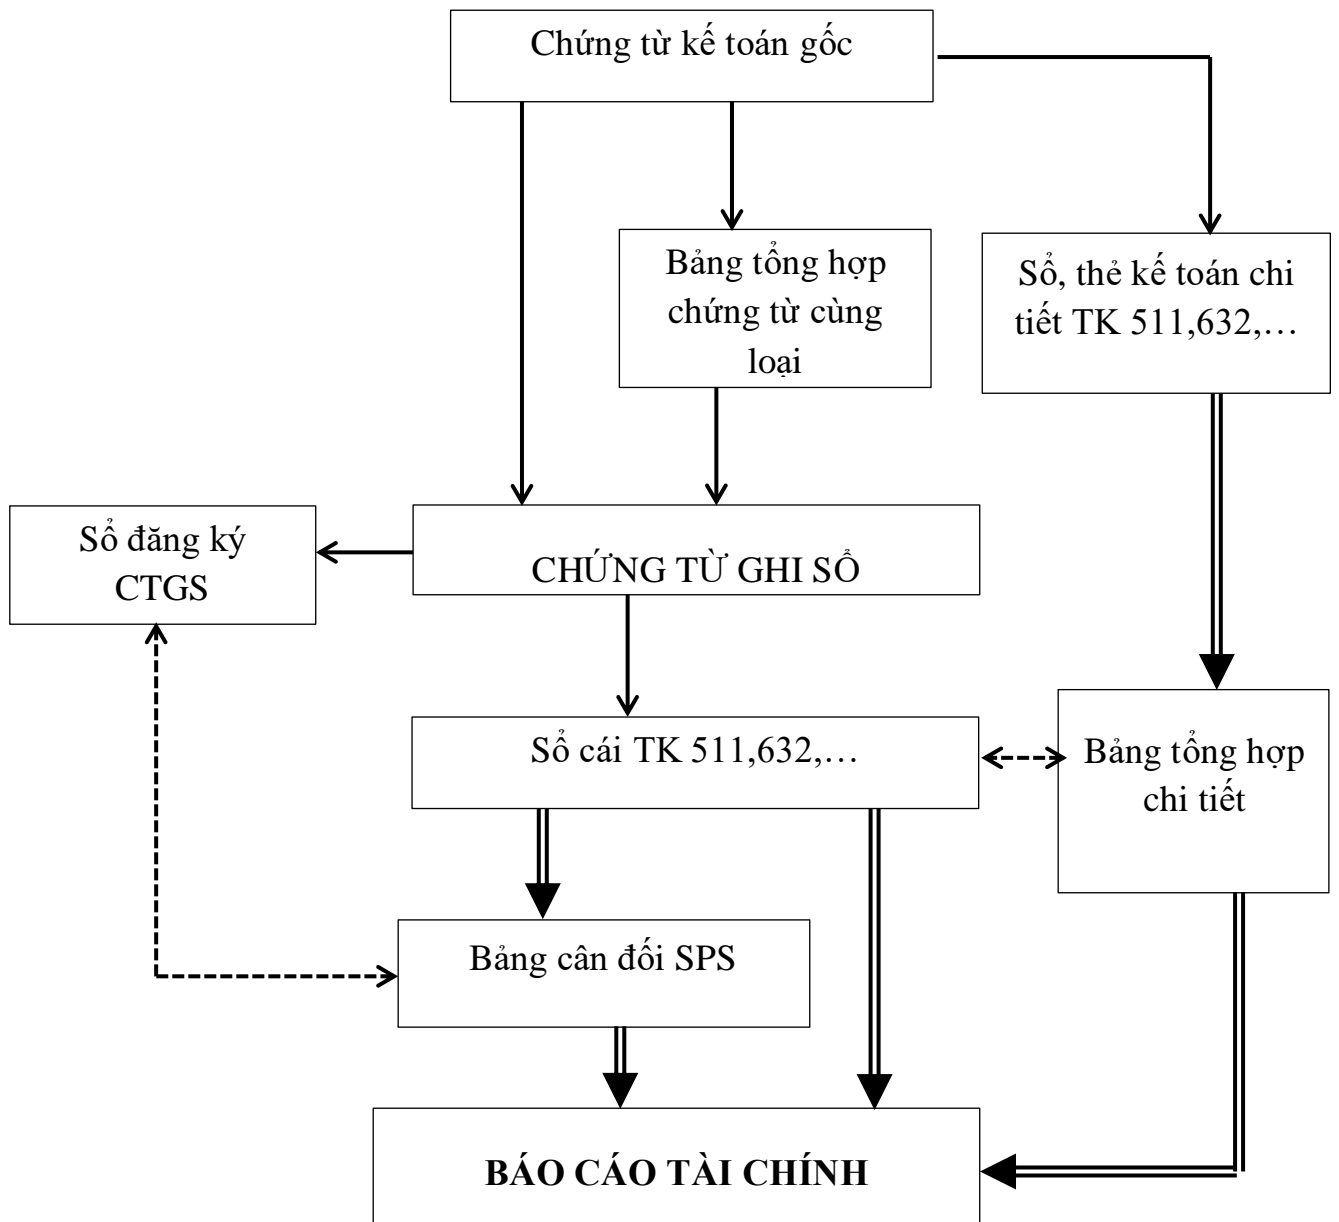 Chứng từ kế toán gốc
Bảng tổng hợp
chứng từ cùng
loại
Sổ, thẻ kế toán chi
tiết TK 511,632,…
Sổ đăng ký
CTGS
CHỨNG TỪ GHI SỔ
Sổ cái TK 511,632,…
Bảng tổng hợp
chi tiết
Bảng cân đối SPS
BÁO CÁO TÀI CHÍNH